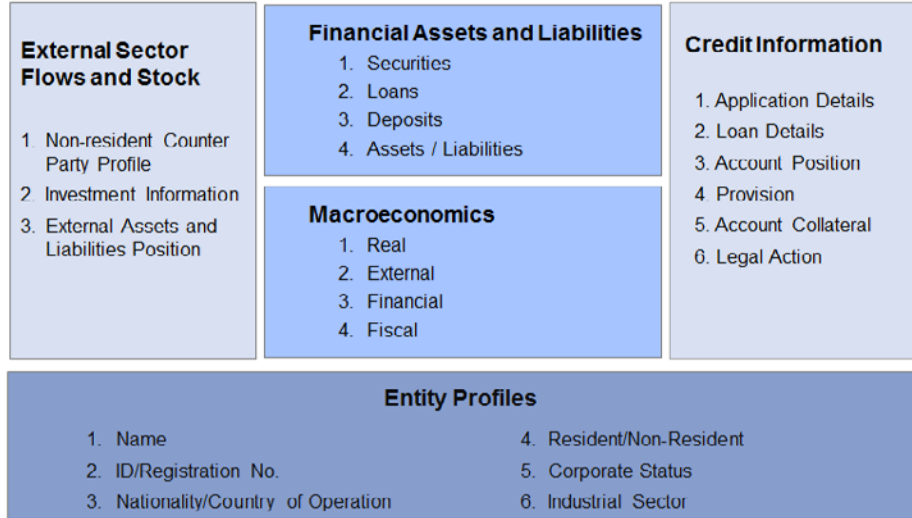 External Sector
Flows and Stock
1. Non-resident Counter
Party Profile
2. Investment Information
3. External Assets and
Liabilities Position
Financial Assets and Liabilities
1. Securities
2. Loans
3. Deposits
4. Assets / Liabilities
Macroeconomics
1. Real
2. External
3. Financial
4. Fiscal
Credit Information
1. Application Details
2. Loan Details
3. Account Position
4. Provision
5. Account Collateral
6. Legal Action
Entity Profiles
1. Name
2. ID/Registration No.
3. Nationality/Country of Operation
4. Resident/Non-Resident
5. Corporate Status
6. Industrial Sector